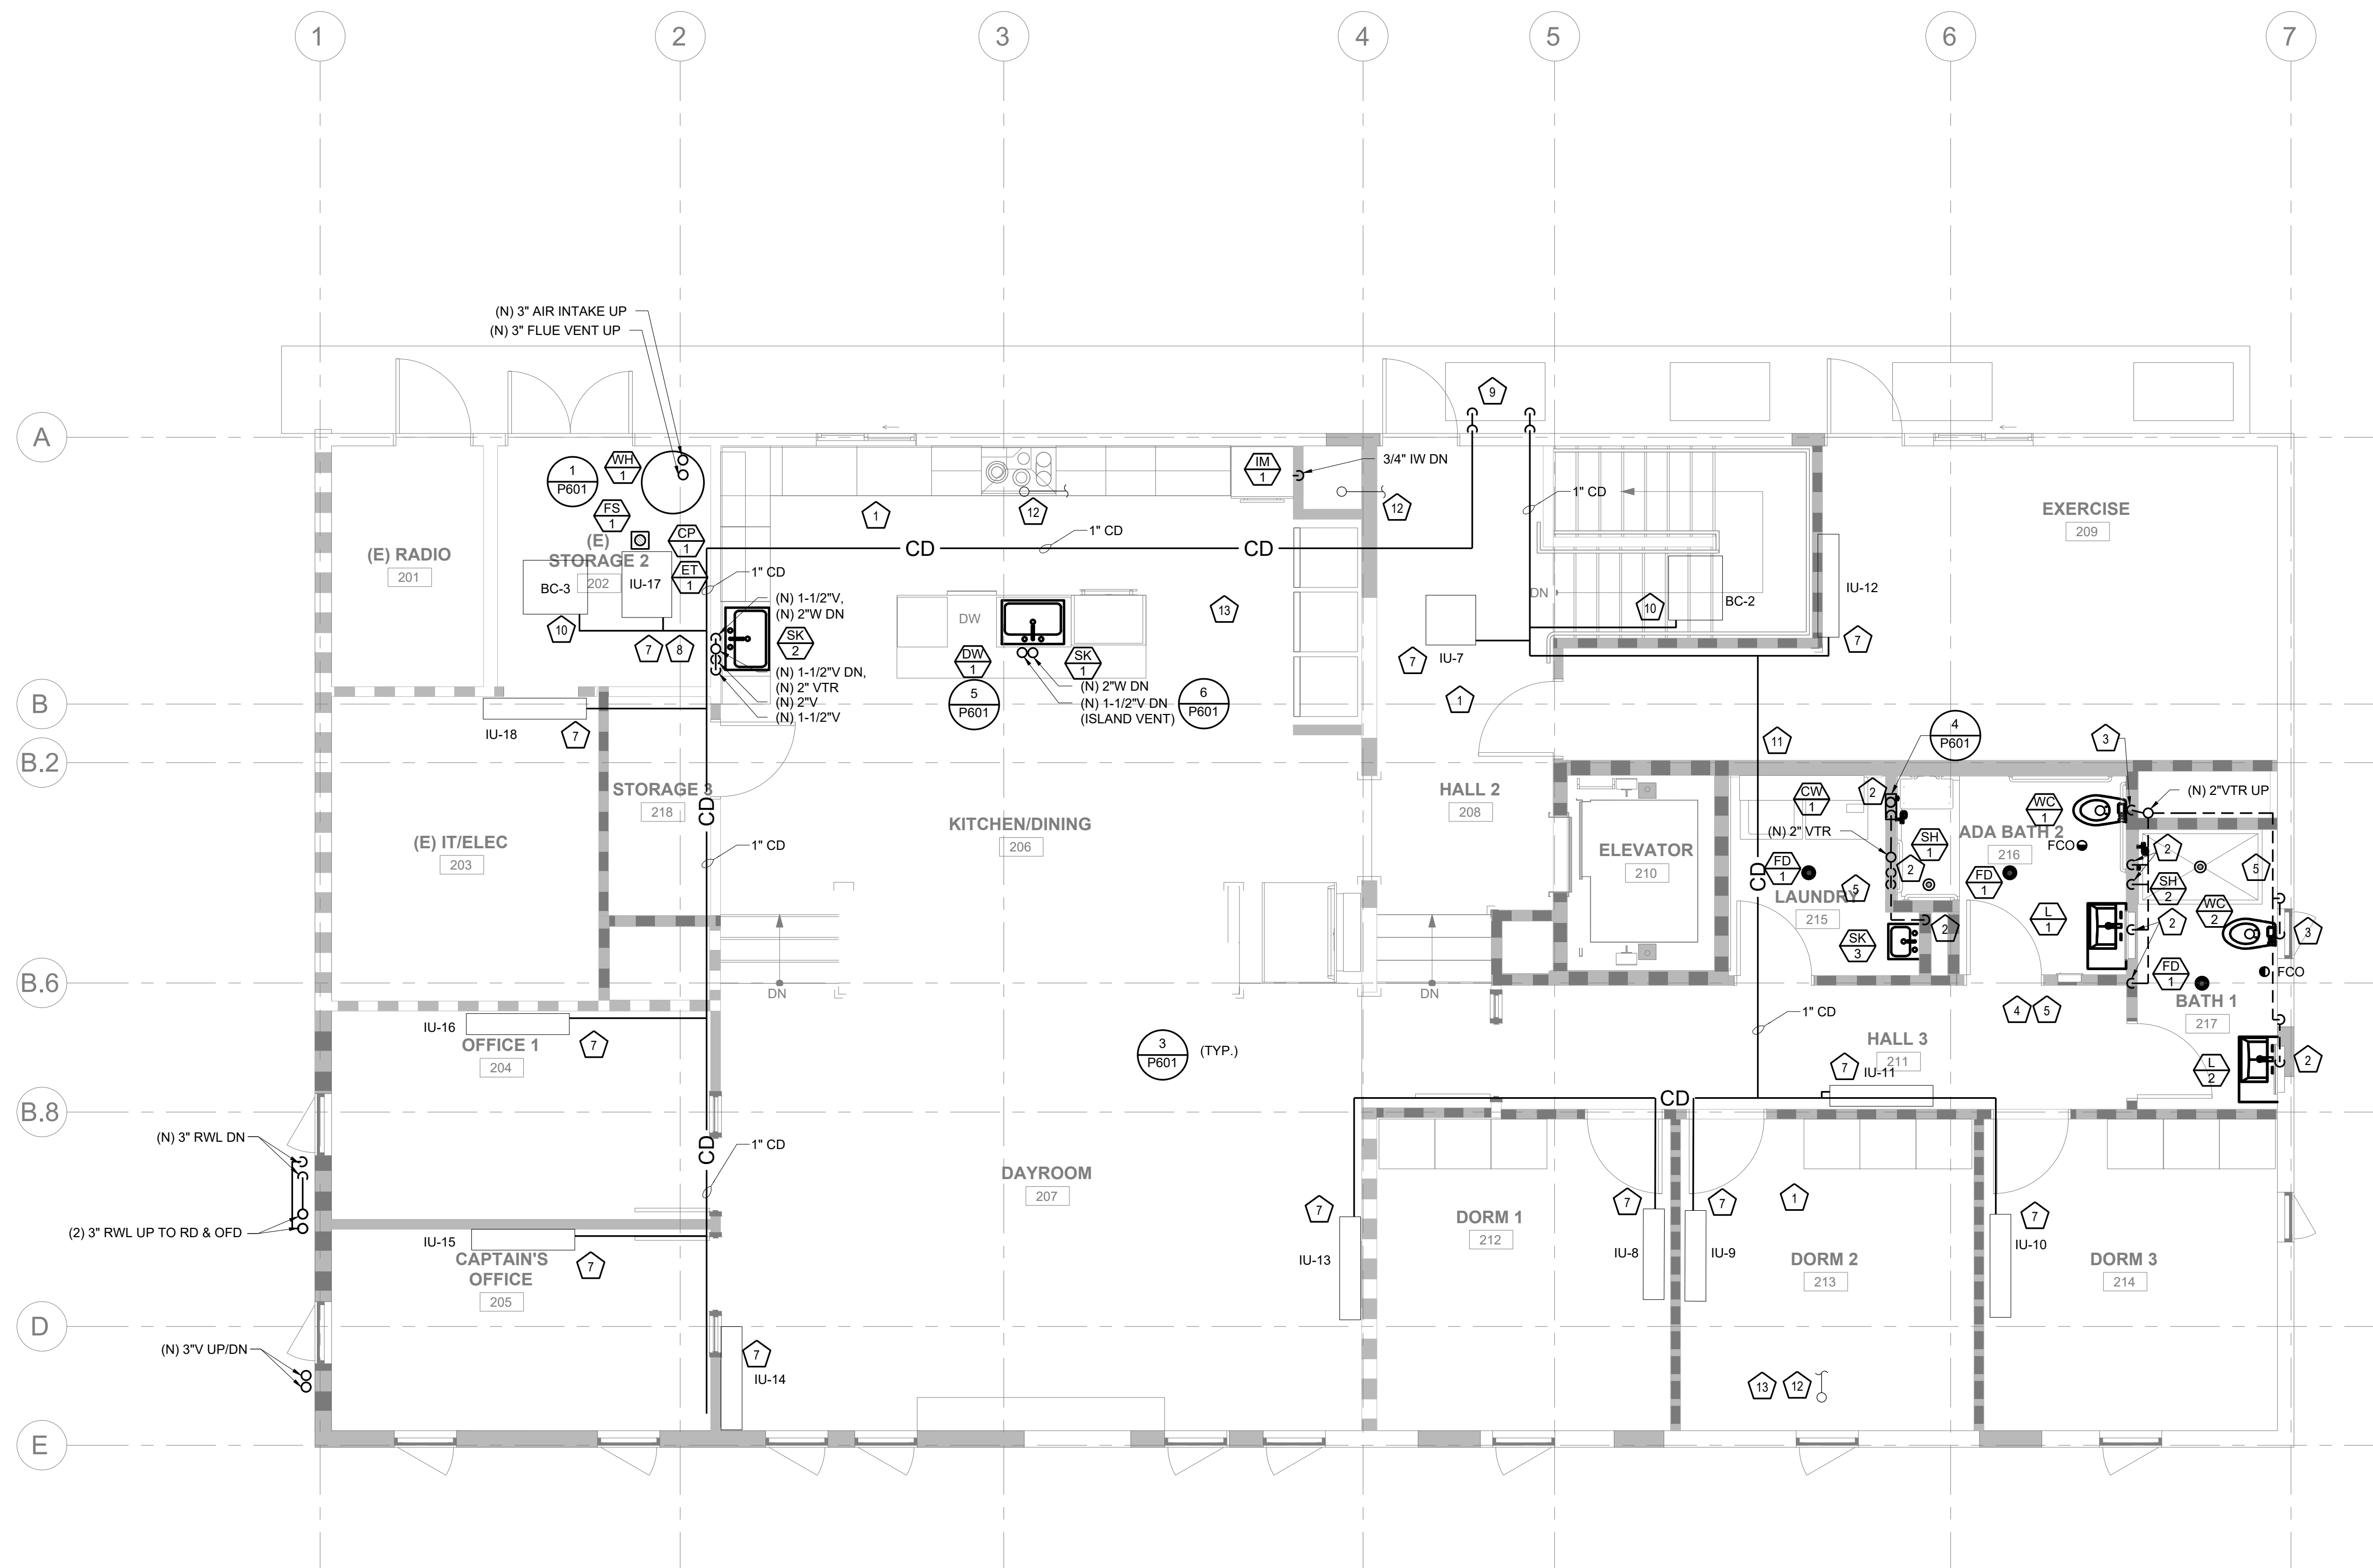 1
2
3
4
5
6
7
(N) 3" AIR INTAKE UP
(N) 3" FLUE VENT UP
9
A
WH
1
1
P601
IM
1
3/4" IW DN
12
12
1
FS
1
CP
1
(E)
STORAGE 2
202
(E) RADIO
201
EXERCISE
209
1" CD
1" CD
CD
CD
ET
1
1" CD
BC-3
IU-17
10
7
8
(N) 1-1/2"V,
(N) 2"W DN
SK
2
(N) 1-1/2"V DN,
(N) 2" VTR
(N) 2"V
(N) 1-1/2"V
DW
DW
1
SK
1
13
5
P601
(N) 2"W DN
(N) 1-1/2"V DN
(ISLAND VENT)
6
P601
DN
10
BC-2
IU-12
7
IU-7
7
1
B
IU-18
7
B.2
11
4
P601
3
(N) 2"VTR UP
STORAGE 3
218
CD
1" CD
KITCHEN/DINING
206
HALL 2
208
(E) IT/ELEC
203
ELEVATOR
210
CW
1
2
(N) 2" VTR
FD
1
CD
LAUNDRY
215
5
2
SH
1
ADA BATH 2
216
WC
1
FCO
FD
1
2
SH
2
5
WC
2
2
L
1
SK
3
2
3
FD
1
FCO
BATH 1
217
B.6
DN
DN
4
5
1" CD
HALL 3
211
IU-16
7
OFFICE 1
204
3
P601
(TYP.)
7
IU-11
L
2
2
B.8
CD
(N) 3" RWL DN
CD
1" CD
DAYROOM
207
(2) 3" RWL UP TO RD & OFD
IU-15
7
CAPTAIN'S
OFFICE
205
7
IU-13
DORM 1
212
7
IU-8
7
IU-9
1
DORM 2
213
7
IU-10
DORM 3
214
D
(N) 3"V UP/DN
7
IU-14
13
12
E